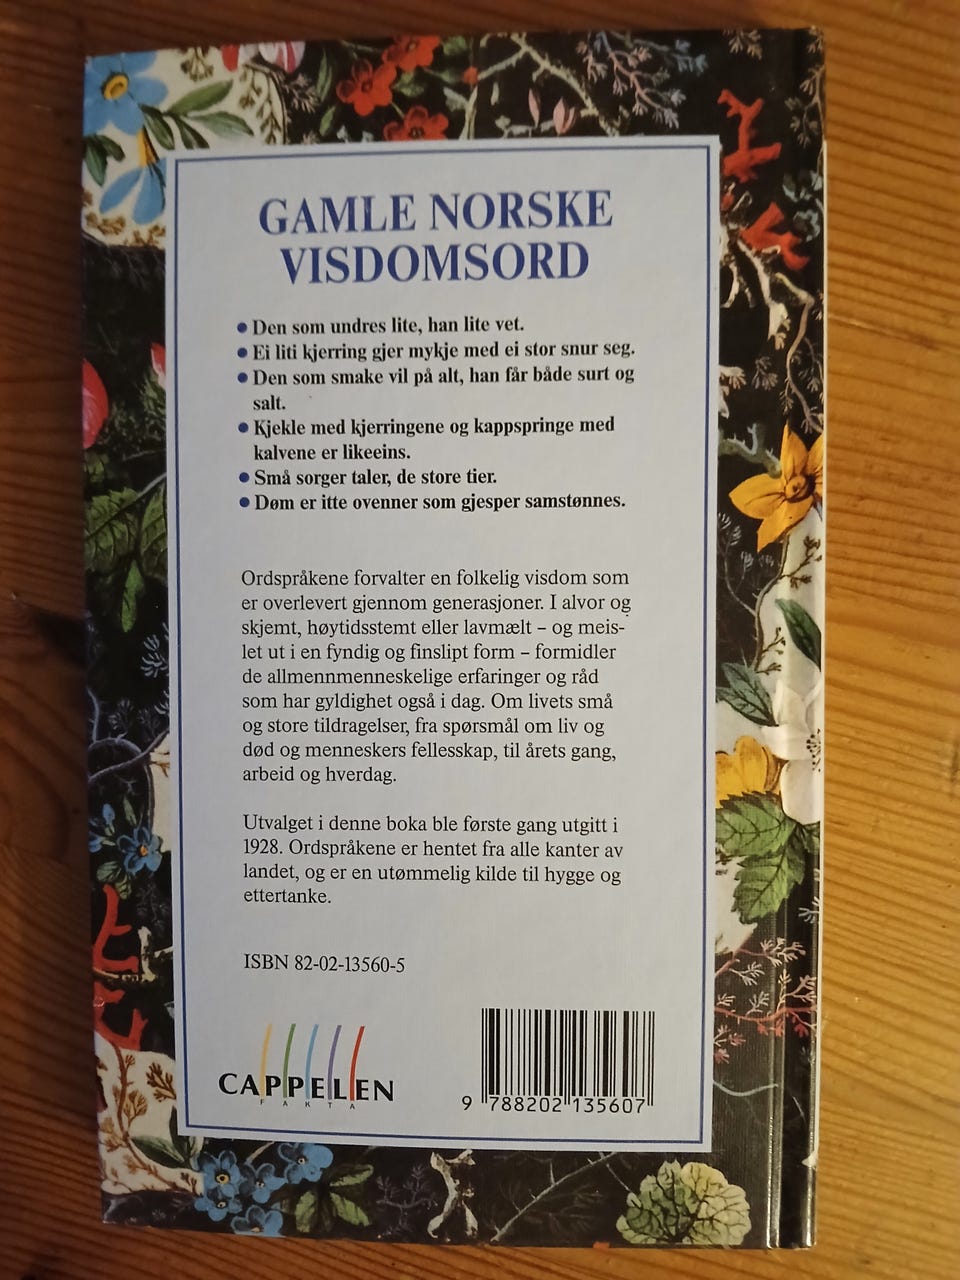 GAMLE NORSKE
VISDOMSORD
• Den som undres lite, han lite vet.
• Ei liti kjerring gjer mykje med ei stor snur seg.
• Den som smake vil på alt, han får både surt og
salt.
• Kjekle med kjerringene og kappspringe med
kalvene er likeeins.
• Små sorger taler, de store tier.
• Døm er itte ovenner som gjesper samstønnes.
Ordspråkene forvalter en folkelig visdom som
er overlevert gjennom generasjoner. I alvor og
skjemt, høytidsstemt eller lavmælt – og meis-
let ut i en fyndig og finslipt form – formidler
de allmennmenneskelige erfaringer og råd
som har gyldighet også i dag. Om livets små
og store tildragelser, fra spørsmål om liv og
død og menneskers fellesskap, til årets gang,
arbeid og hverdag.
Utvalget i denne boka ble første gang utgitt i
1928. Ordspråkene er hentet fra alle kanter av
landet, og er en utømmelig kilde til hygge og
ettertanke.
ISBN 82-02-13560-5
CAPPELEN
FAKTA
9 788202 135607